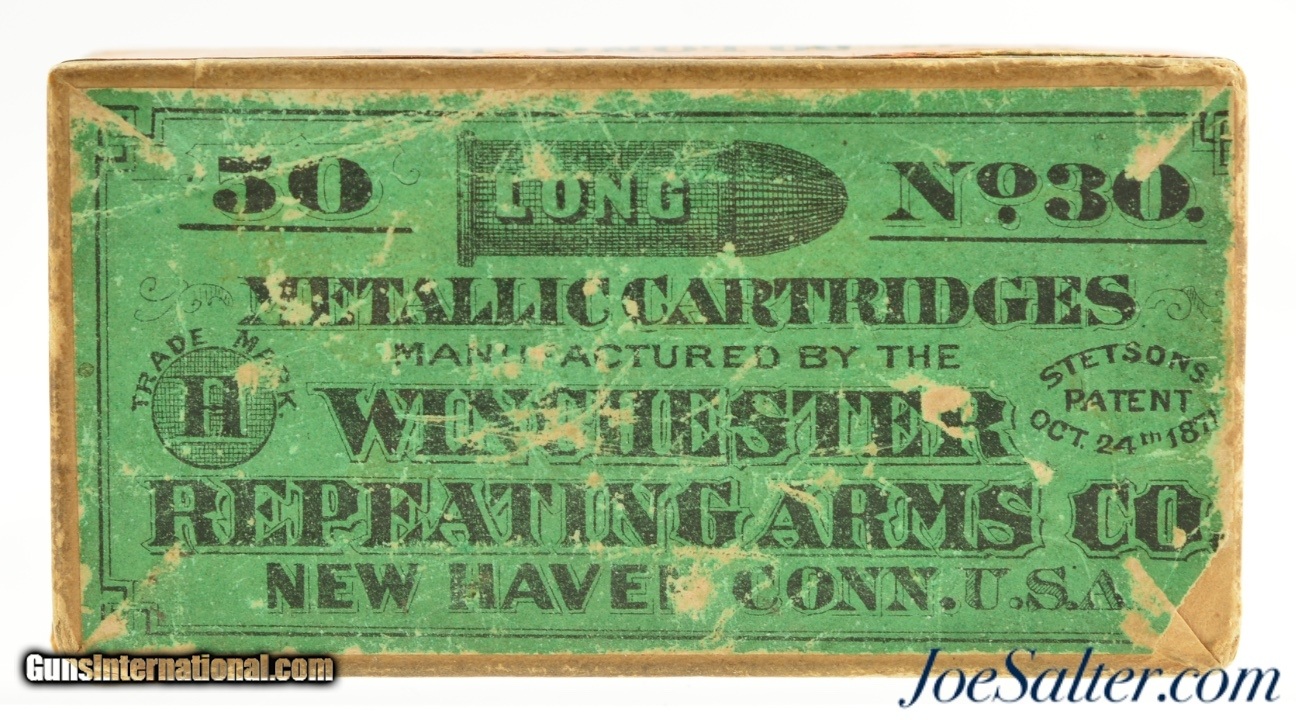 50 LONG No 30.
METALLIC CARTRIDGES
MANUFACTURED BY THE
TRADE MARK.
H
WINCHESTER
STETSON'S
PATENT
OCT. 24th 1871
REPEATING ARMS CO.
NEW HAVEN CONN. U.S.A.
GunsInternational.com
JoeSalter.com